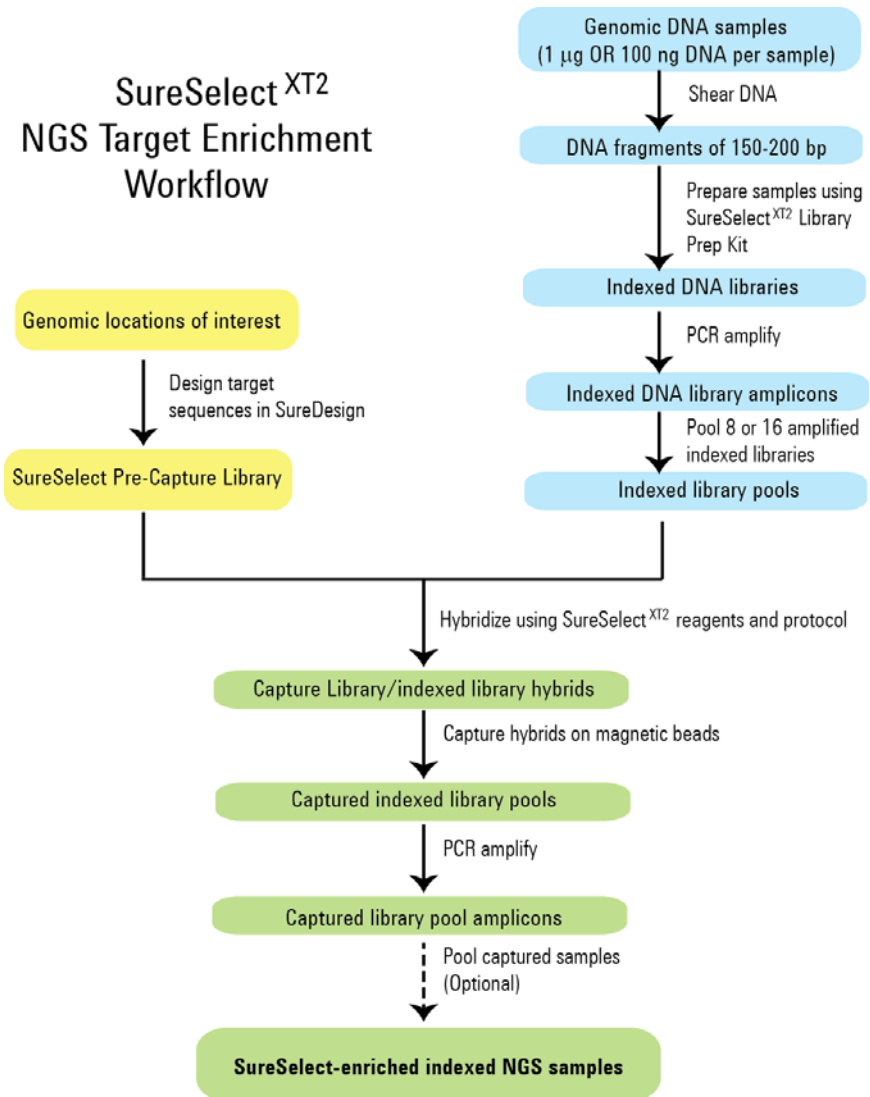 SureSelect XT2
NGS Target Enrichment
Workflow
Genomic DNA samples
(1 µg OR 100 ng DNA per sample)
Shear DNA
DNA fragments of 150-200 bp
Prepare samples using
SureSelect XT2 Library
Prep Kit
Indexed DNA libraries
PCR amplify
Indexed DNA library amplicons
Pool 8 or 16 amplified
indexed libraries
Indexed library pools
Genomic locations of interest
Design target
sequences in SureDesign
SureSelect Pre-Capture Library
Hybridize using SureSelect XT2 reagents and protocol
Capture Library/indexed library hybrids
Capture hybrids on magnetic beads
Captured indexed library pools
PCR amplify
Captured library pool amplicons
Pool captured samples
(Optional)
SureSelect-enriched indexed NGS samples